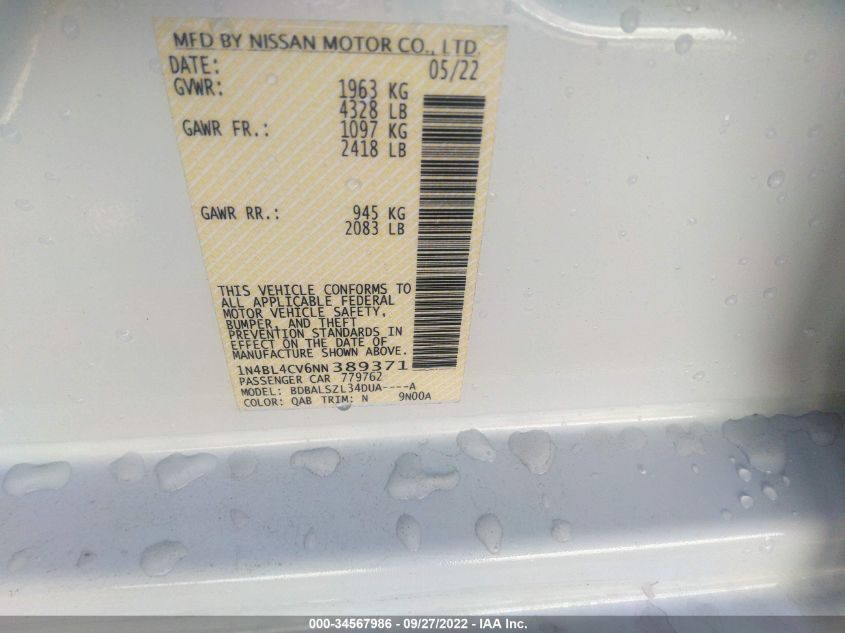 MFD BY NISSAN MOTOR CO., LTD.
DATE: 05/22
GVWR: 1963 KG
4328 LB
GAWR FR.: 1097 KG
2418 LB
GAWR RR.: 945 KG
2083 LB
THIS VEHICLE CONFORMS TO
ALL APPLICABLE FEDERAL
MOTOR VEHICLE SAFETY,
BUMPER, AND THEFT
PREVENTION STANDARDS IN
EFFECT ON THE DATE OF
MANUFACTURE SHOWN ABOVE.
1N4BL4CV6NN 389371
PASSENGER CAR 779762
MODEL: BDBALSZL34DUA----A
COLOR: QAB TRIM: N 9N00A
000-34567986 - 09/27/2022 - IAA Inc.